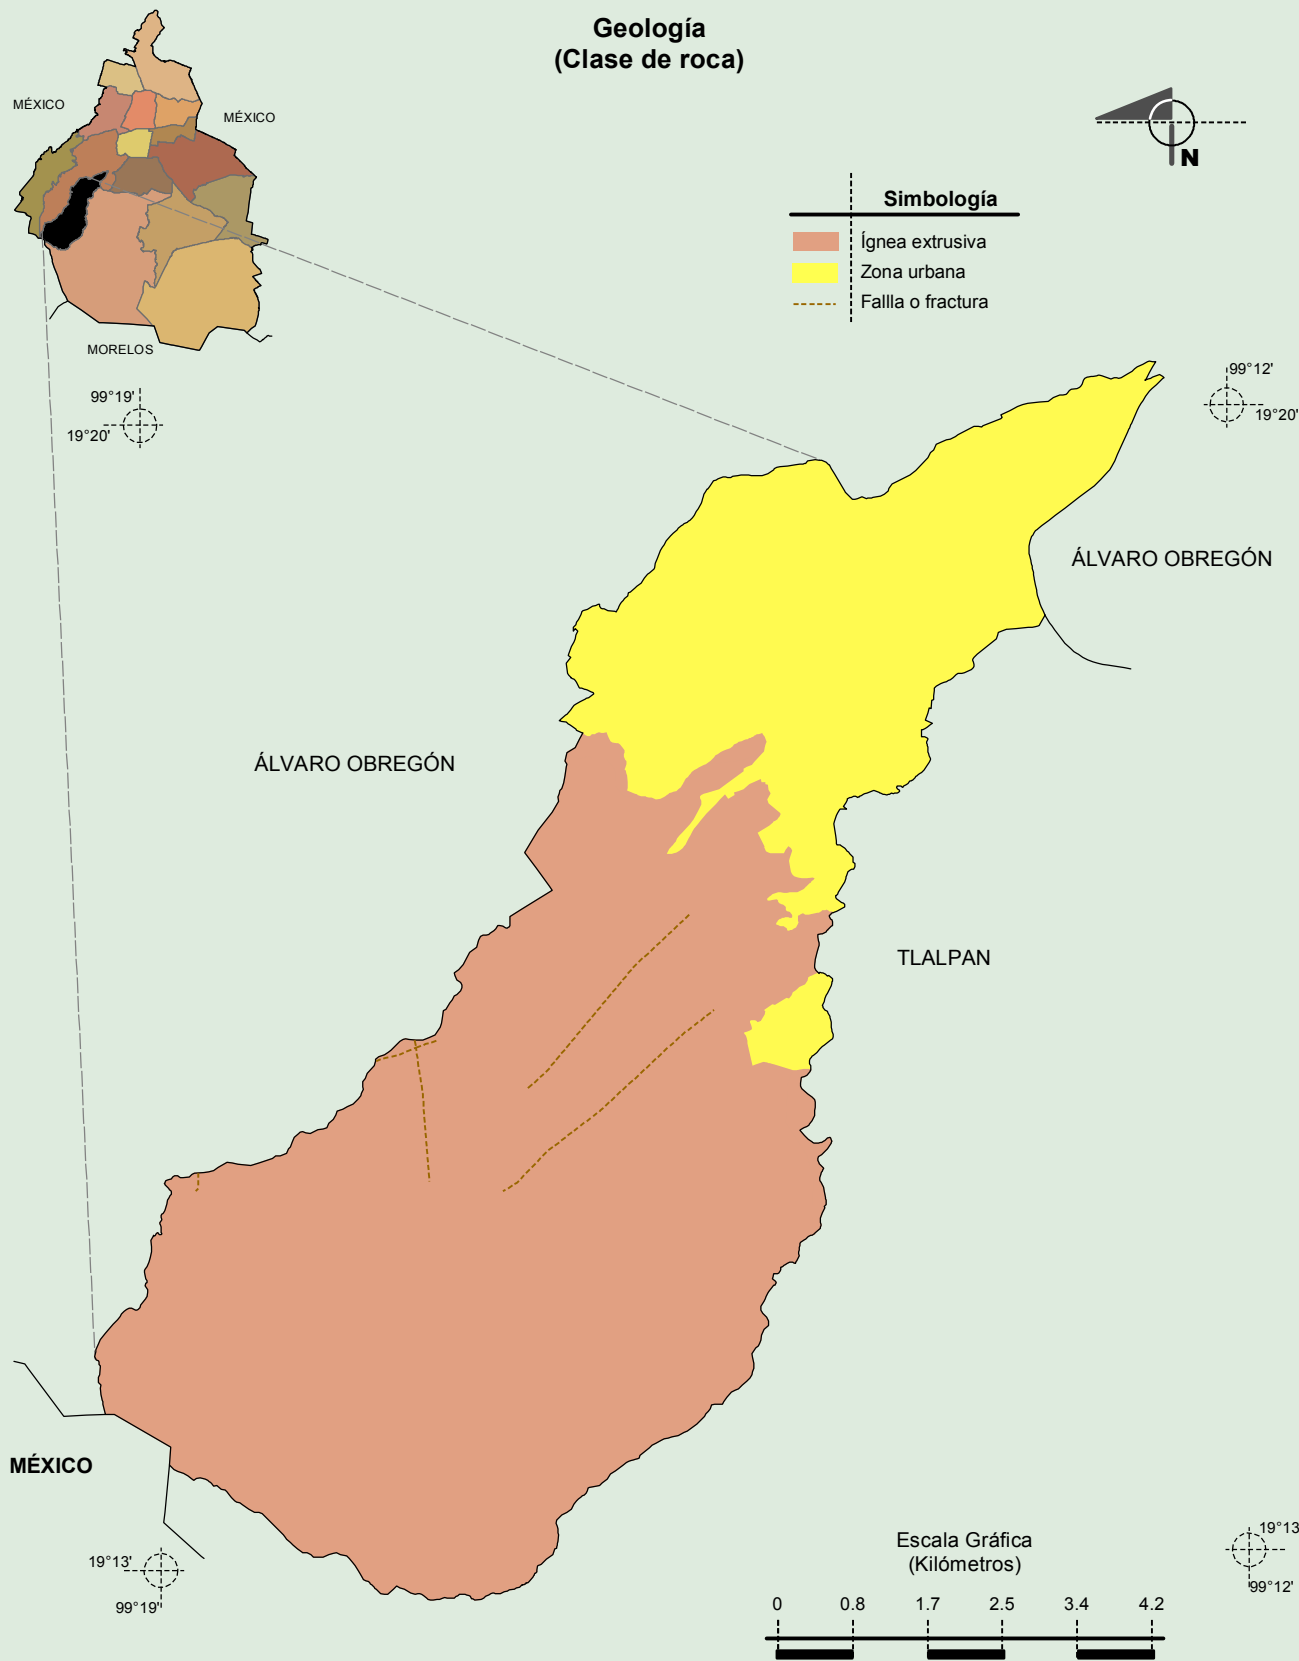 Geología
(Clase de roca)
MÉXICO
MÉXICO
MORELOS
N
Simbología
Ígnea extrusiva
Zona urbana
Fallla o fractura
99°19'
19°20'
99°12'
19°20'
ÁLVARO OBREGÓN
ÁLVARO OBREGÓN
TLALPAN
MÉXICO
19°13'
99°19'
19°13
99°12'
Escala Gráfica
(Kilómetros)
0 0.8 1.7 2.5 3.4 4.2